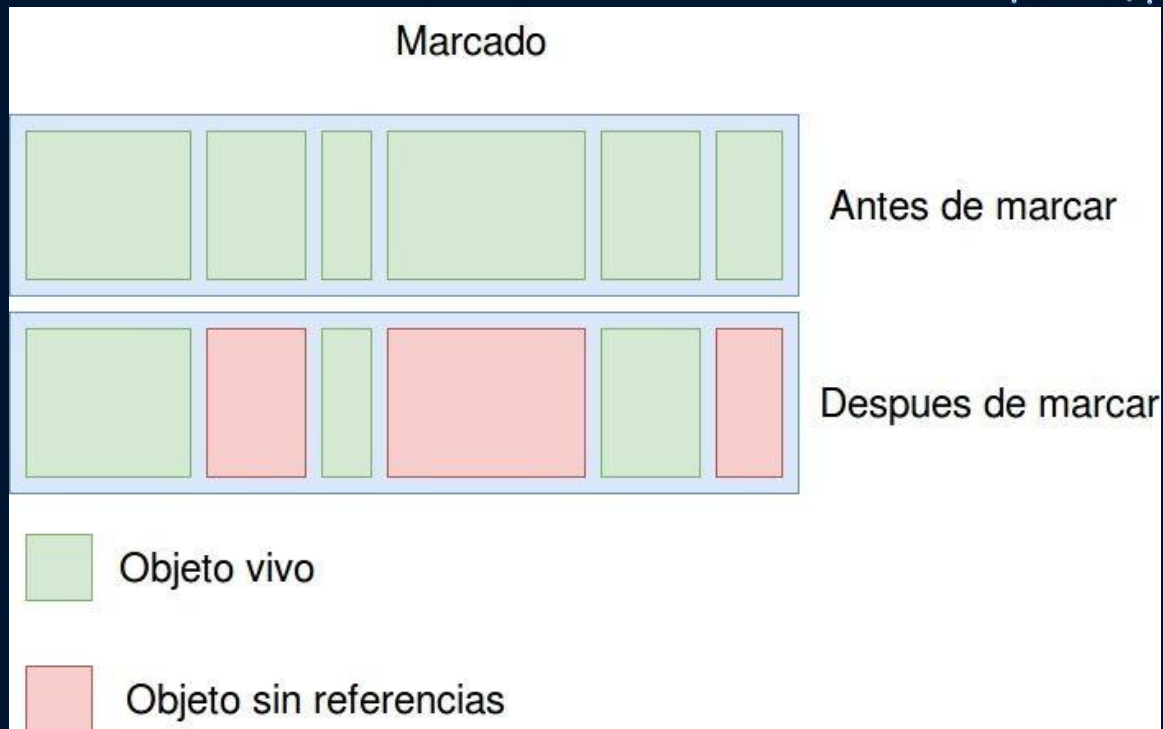 Marcado
Antes de marcar
Despues de marcar
Objeto vivo
Objeto sin referencias